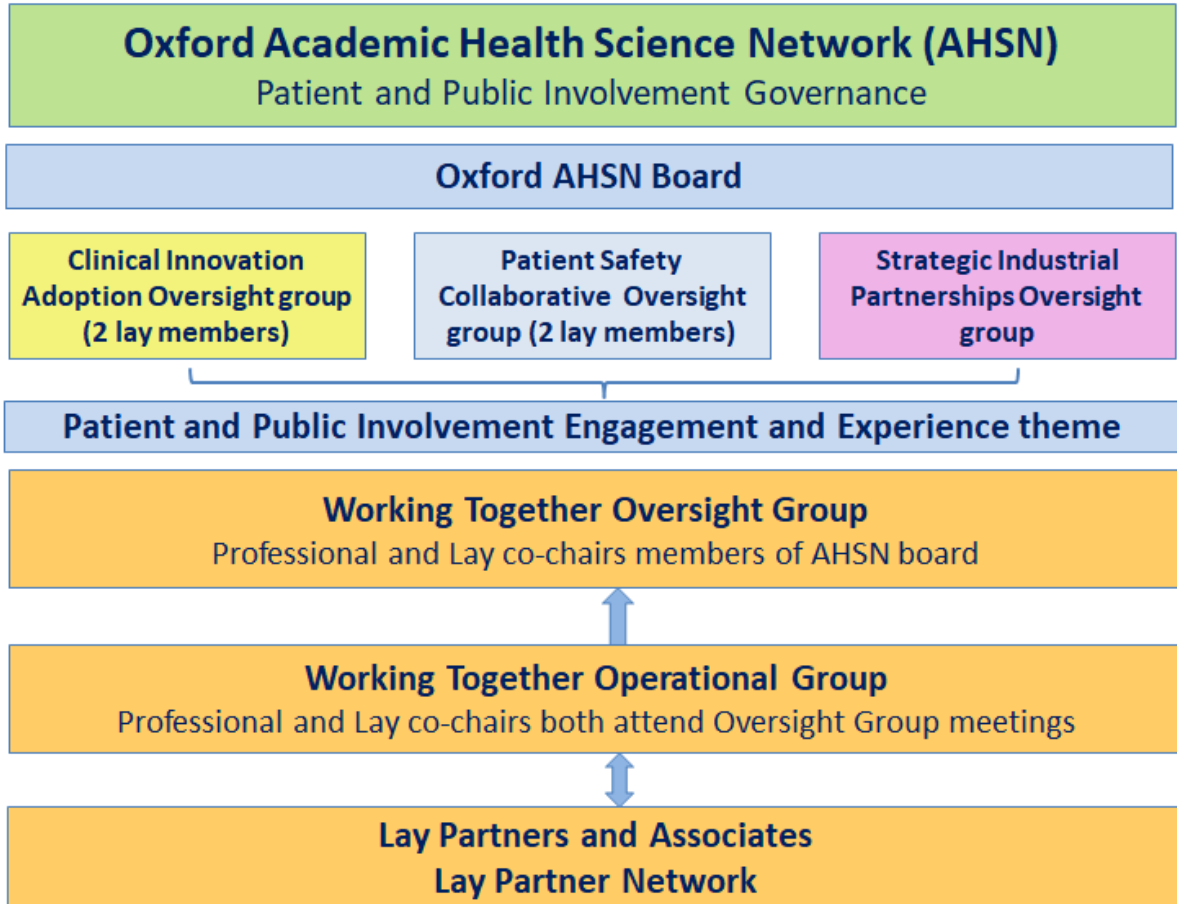 Oxford Academic Health Science Network (AHSN)
Patient and Public Involvement Governance
Oxford AHSN Board
Clinical Innovation
Adoption Oversight group
(2 lay members)
Patient Safety
Collaborative Oversight
group (2 lay members)
Strategic Industrial
Partnerships Oversight
group
Patient and Public Involvement Engagement and Experience theme
Working Together Oversight Group
Professional and Lay co-chairs members of AHSN board
Working Together Operational Group
Professional and Lay co-chairs both attend Oversight Group meetings
Lay Partners and Associates
Lay Partner Network